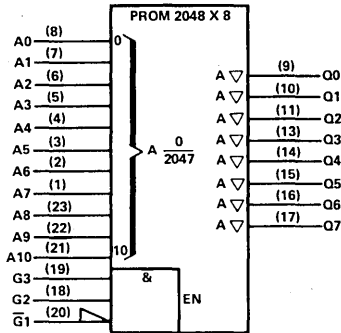 PROM 2048 X 8
A0 (8) 0
A1 (7)
A2 (6)
A3 (5)
A4 (4)
A5 (3)
A6 (2)
A7 (1)
A8 (23)
A9 (22)
A10 (21) 10
A 0
2047
G3 (19) &
G2 (18) EN
G̅1 (20)
A ▽ (9) Q0
A ▽ (10) Q1
A ▽ (11) Q2
A ▽ (13) Q3
A ▽ (14) Q4
A ▽ (15) Q5
A ▽ (16) Q6
A ▽ (17) Q7